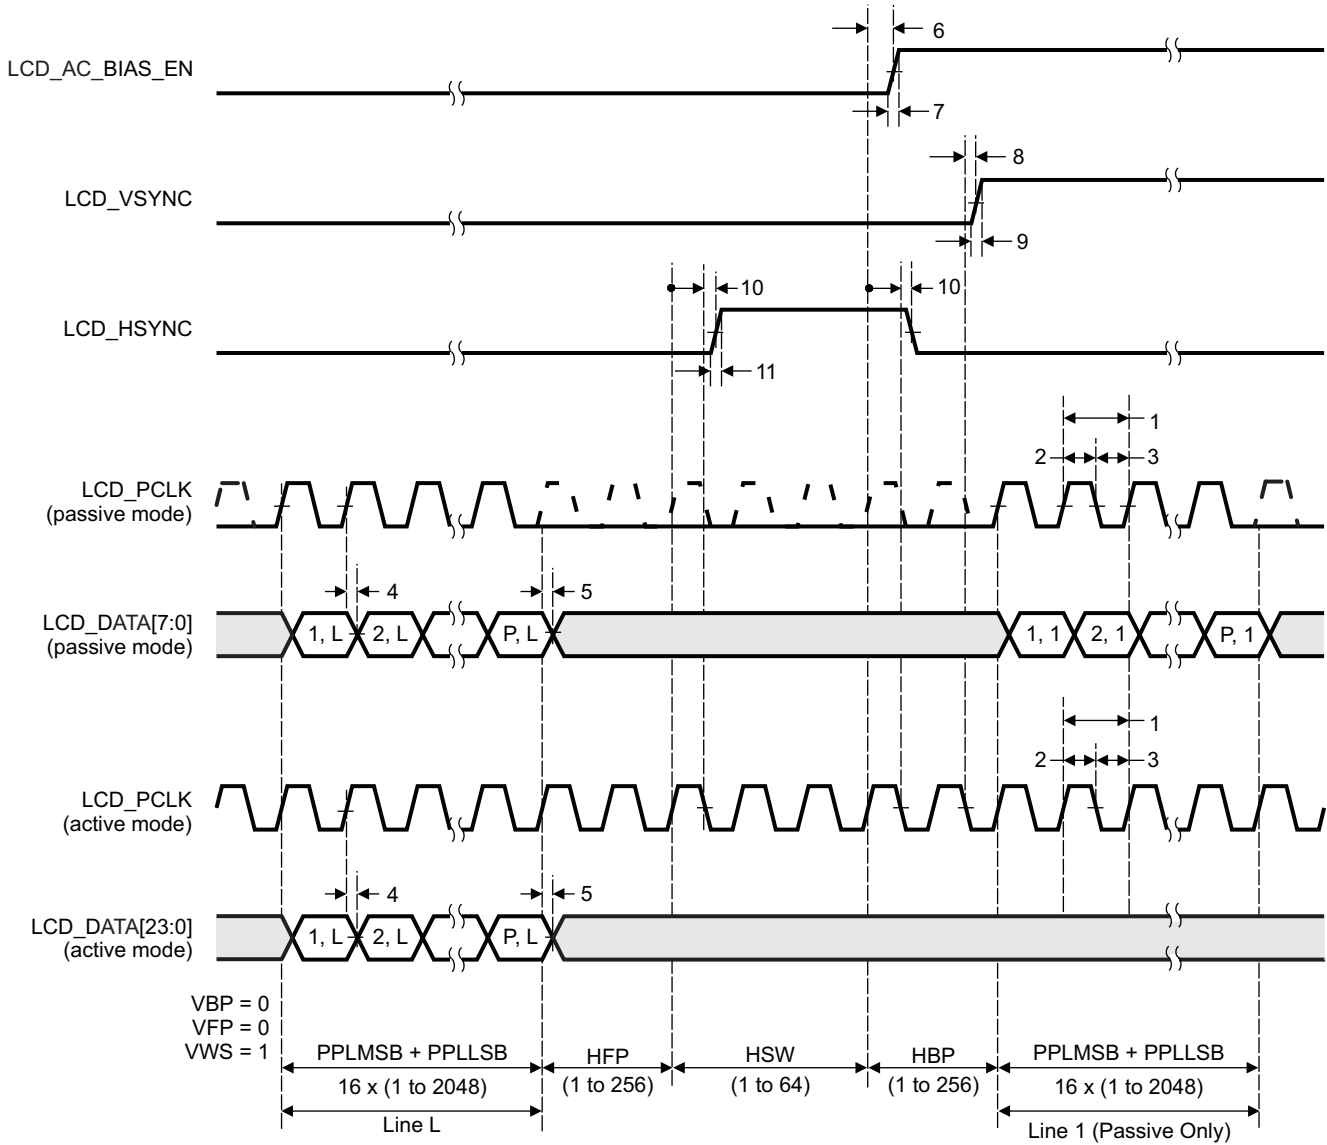 6
LCD_AC_BIAS_EN
7
8
LCD_VSYNC
9
10
10
LCD_HSYNC
11
1
2
3
LCD_PCLK
(passive mode)
4
5
LCD_DATA[7:0]
(passive mode)
1, L
2, L
P, L
1, 1
2, 1
P, 1
1
2
3
LCD_PCLK
(active mode)
4
5
LCD_DATA[23:0]
(active mode)
1, L
2, L
P, L
VBP = 0
VFP = 0
VWS = 1
PPLMSB + PPLLSB
16 x (1 to 2048)
Line L
HFP
(1 to 256)
HSW
(1 to 64)
HBP
(1 to 256)
PPLMSB + PPLLSB
16 x (1 to 2048)
Line 1 (Passive Only)